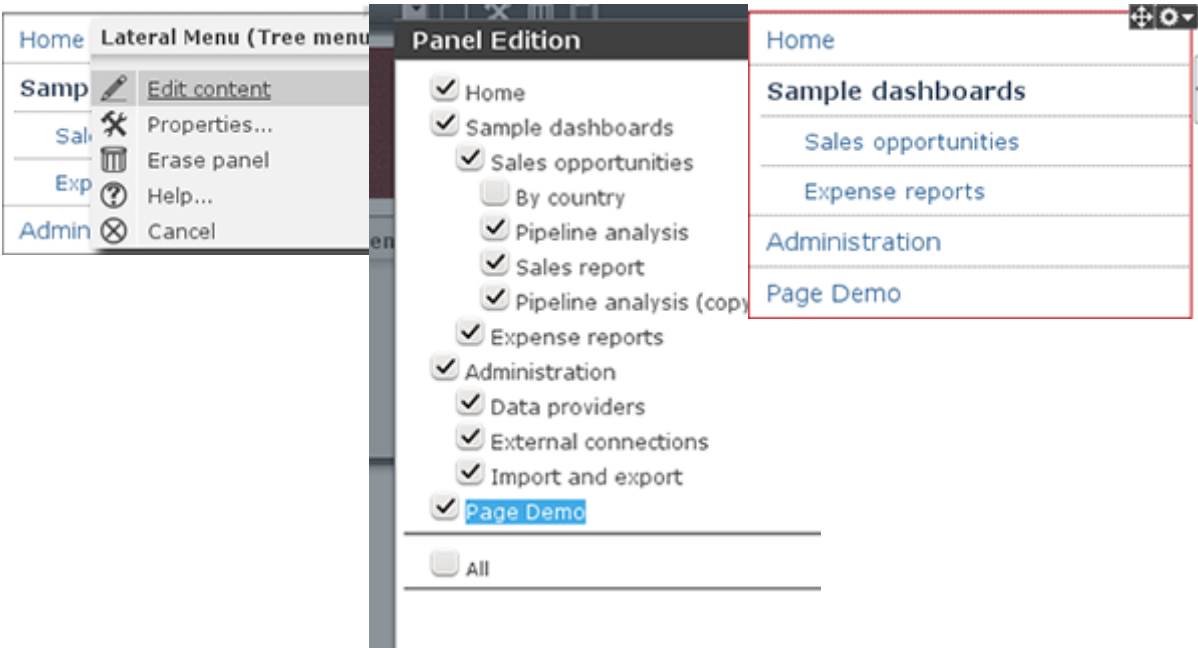 Home
Samp
Sal
Exp
Admin
Lateral Menu (Tree menu
Edit content
Properties...
Erase panel
Help...
Cancel
en
Panel Edition
Home
Sample dashboards
Sales opportunities
By country
Pipeline analysis
Sales report
Pipeline analysis (copy
Expense reports
Administration
Data providers
External connections
Import and export
Page Demo
All
Home
Sample dashboards
Sales opportunities
Expense reports
Administration
Page Demo